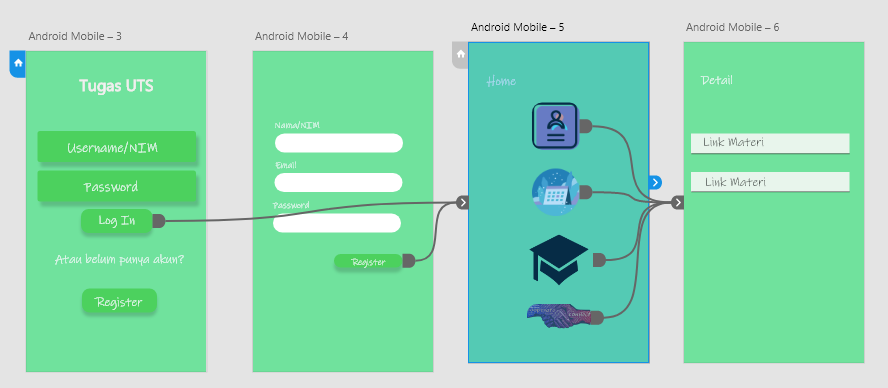 Android Mobile – 3
Tugas UTS
Username/NIM
Password
Log In
Atau belum punya akun?
Register
Android Mobile – 4
Nama/NIM
Email
Password
Register
Android Mobile – 5
Home
Android Mobile – 6
Detail
Link Materi
Link Materi